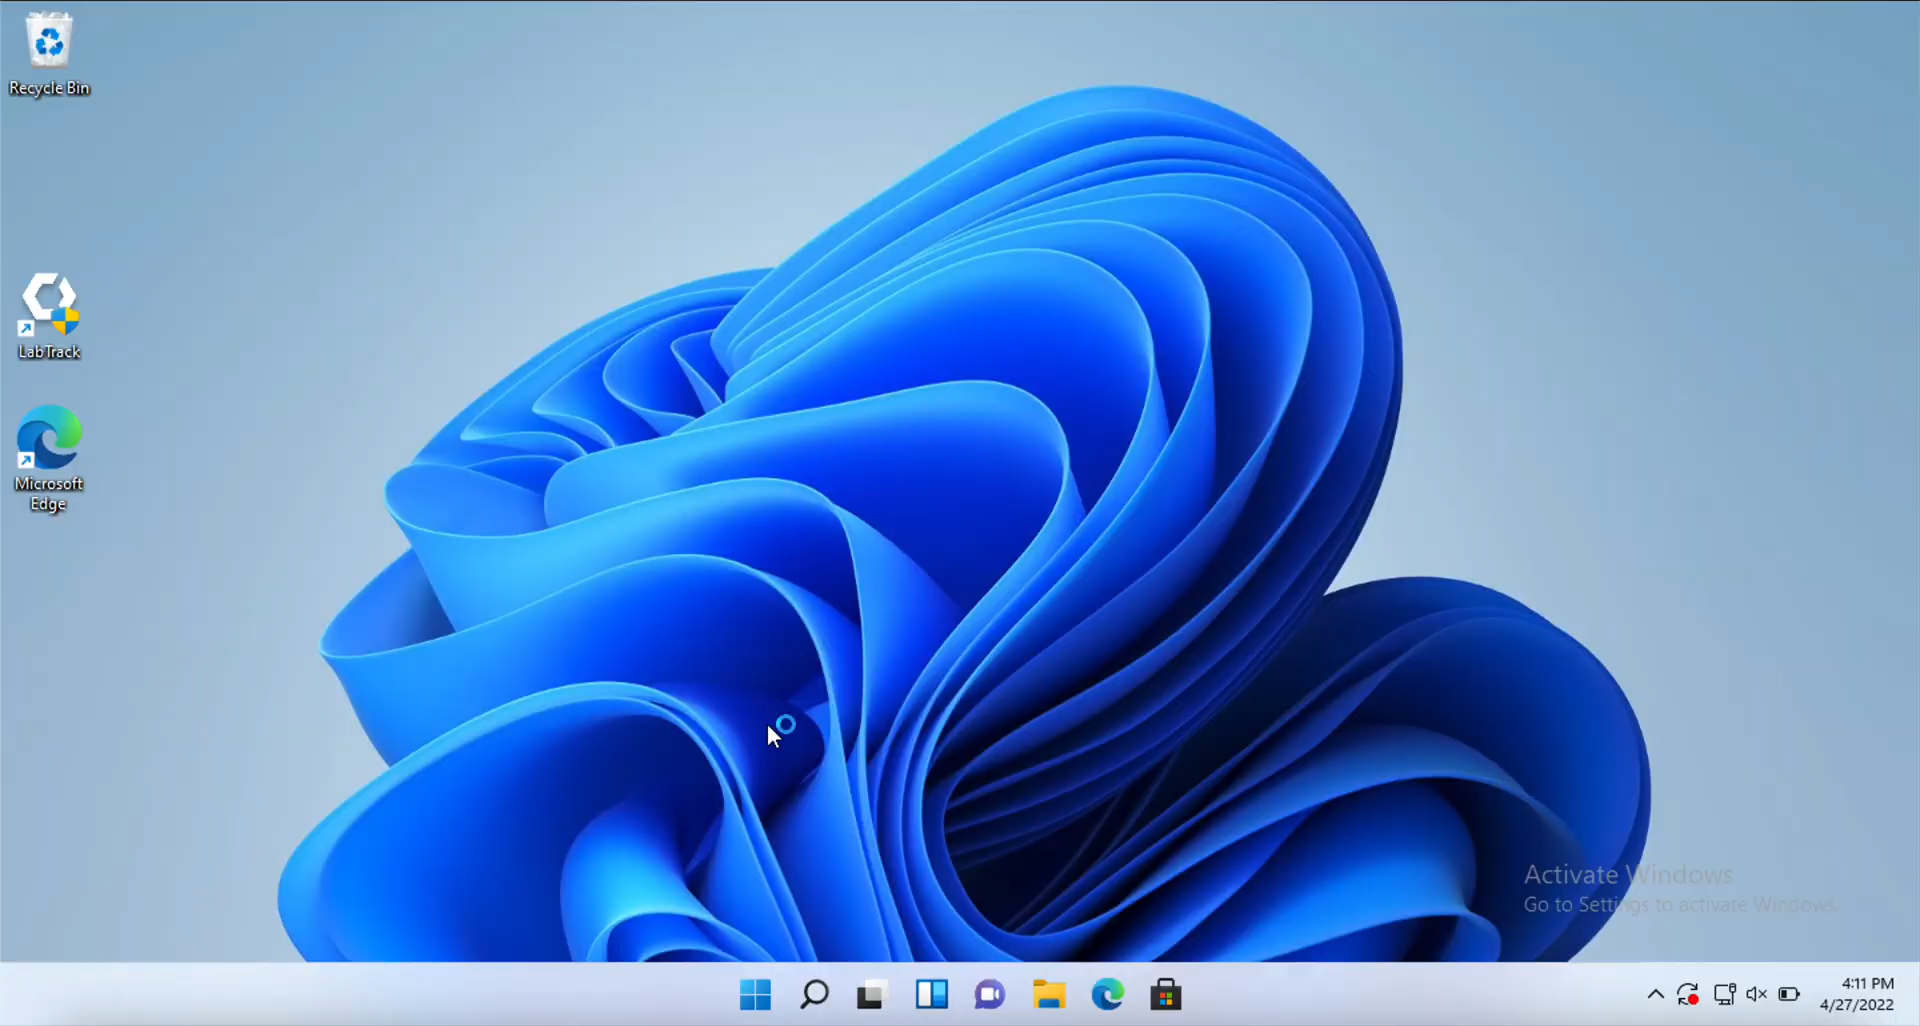 Recycle Bin
LabTrack
Microsoft
Edge
Activate Windows
Go to Settings to activate Windows.
4:11 PM
4/27/2022